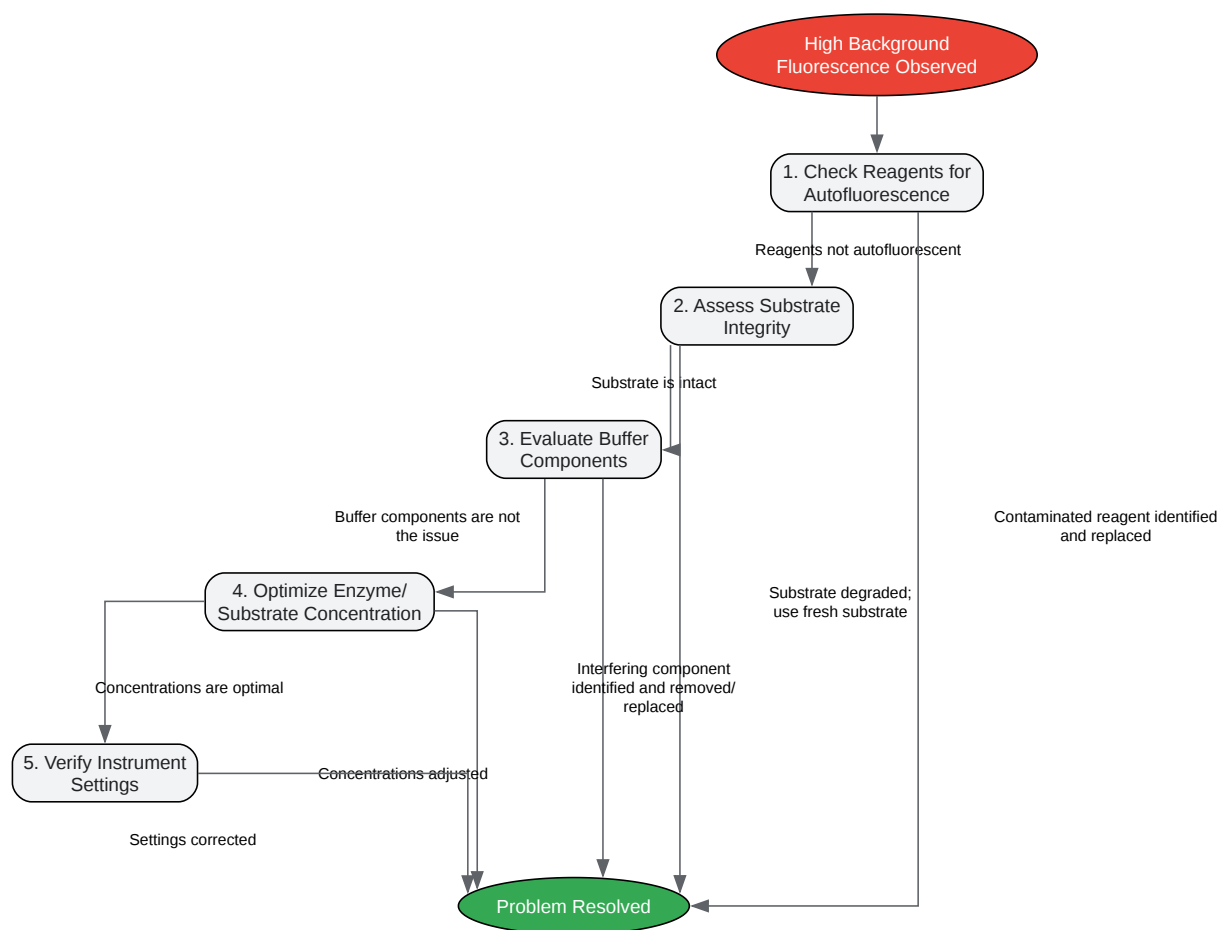 High Background
Fluorescence Observed
1. Check Reagents for
Autofluorescence
Reagents not autofluorescent
2. Assess Substrate
Integrity
Substrate is intact
3. Evaluate Buffer
Components
Buffer components are not
the issue
Contaminated reagent identified
and replaced
4. Optimize Enzyme/
Substrate Concentration
Substrate degraded;
use fresh substrate
Concentrations are optimal
Interfering component
identified and removed/
replaced
5. Verify Instrument
Settings
Concentrations adjusted
Settings corrected
Problem Resolved